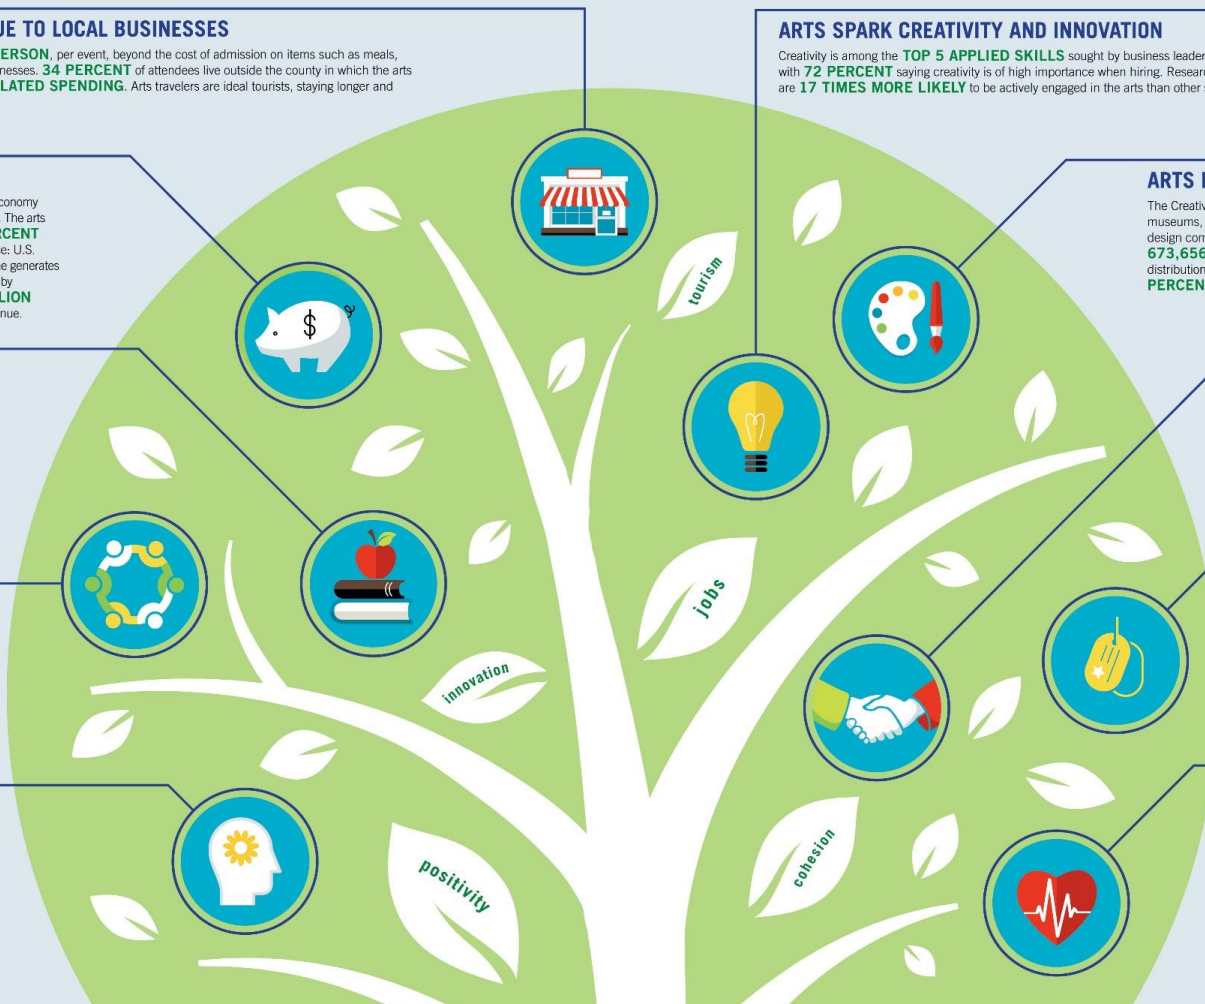 UE TO LOCAL BUSINESSES
ERSON, per event, beyond the cost of admission on items such as meals,
nesses. 34 PERCENT of attendees live outside the county in which the arts
LATED SPENDING. Arts travelers are ideal tourists, staying longer and
ARTS SPARK CREATIVITY AND INNOVATION
Creativity is among the TOP 5 APPLIED SKILLS sought by business leader
with 72 PERCENT saying creativity is of high importance when hiring. Resear
are 17 TIMES MORE LIKELY to be actively engaged in the arts than other
conomy
. The arts
RCENT
ce: U.S.
e generates
by
LION
nue.
ARTS
The Creativ
museums,
design com
673,656
distribution
PERCEN
$
tourism
jobs
innovation
positivity
cohesion